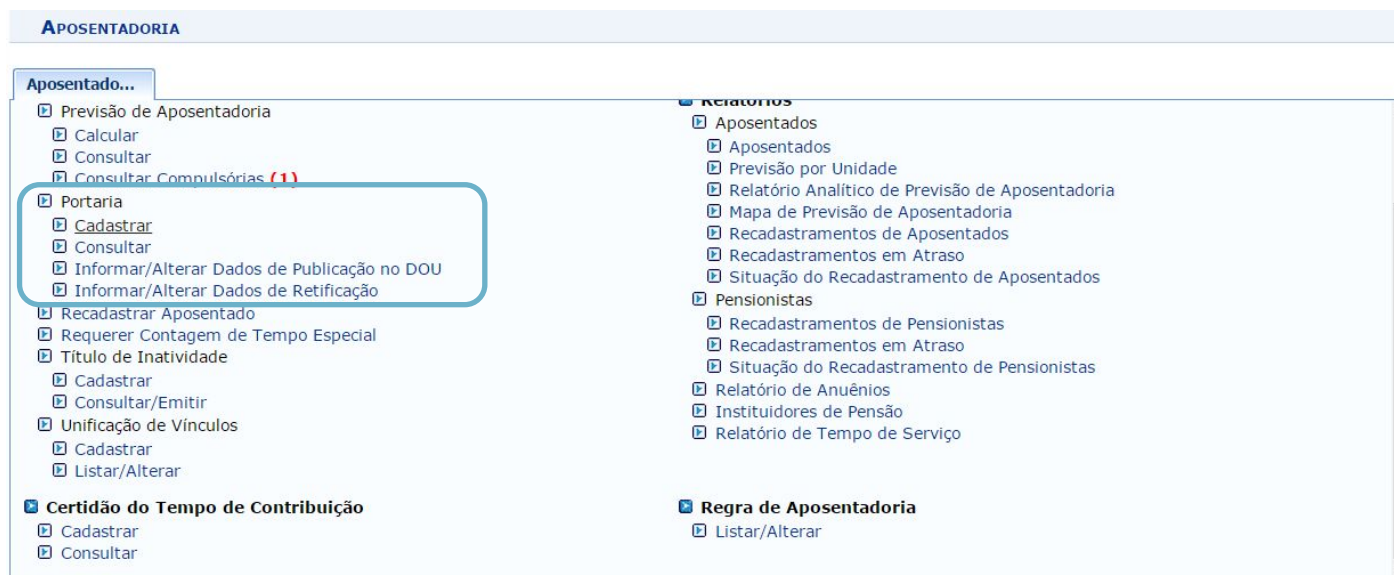 APOSENTADORIA
Aposentado...
Previsão de Aposentadoria
Calcular
Consultar
Consultar Compulsórias (1)
Portaria
Cadastrar
Consultar
Informar/Alterar Dados de Publicação no DOU
Informar/Alterar Dados de Retificação
Recadastrar Aposentado
Requerer Contagem de Tempo Especial
Título de Inatividade
Cadastrar
Consultar/Emitir
Unificação de Vínculos
Cadastrar
Listar/Alterar
Certidão do Tempo de Contribuição
Cadastrar
Consultar
Relatórios
Aposentados
Aposentados
Previsão por Unidade
Relatório Analítico de Previsão de Aposentadoria
Mapa de Previsão de Aposentadoria
Recadastramentos de Aposentados
Recadastramentos em Atraso
Situação do Recadastramento de Aposentados
Pensionistas
Recadastramentos de Pensionistas
Recadastramentos em Atraso
Situação do Recadastramento de Pensionistas
Relatório de Anuênios
Instituidores de Pensão
Relatório de Tempo de Serviço
Regra de Aposentadoria
Listar/Alterar